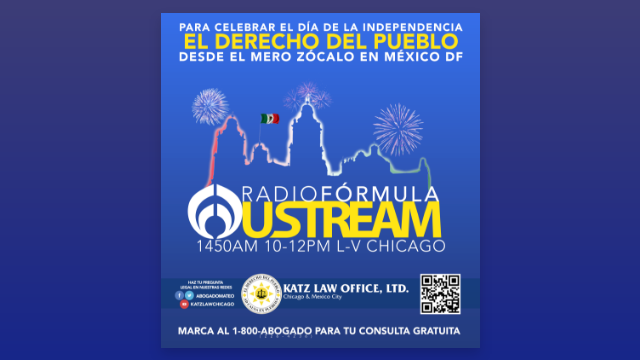 PARA CELEBRAR EL DÍA DE LA INDEPENDENCIA
EL DERECHO DEL PUEBLO
DESDE EL MERO ZÓCALO EN MÉXICO DF
RADIOFÓRMULA
USTREAM
1450AM 10-12PM L-V CHICAGO
HAZ TU PREGUNTA
LEGAL EN NUESTRAS REDES
ABOGADOMATEO
KATZLAWCHICAGO
KATZ LAW OFFICE, LTD.
Chicago & Mexico City
MARCA AL 1-800-ABOGADO PARA TU CONSULTA GRATUITA